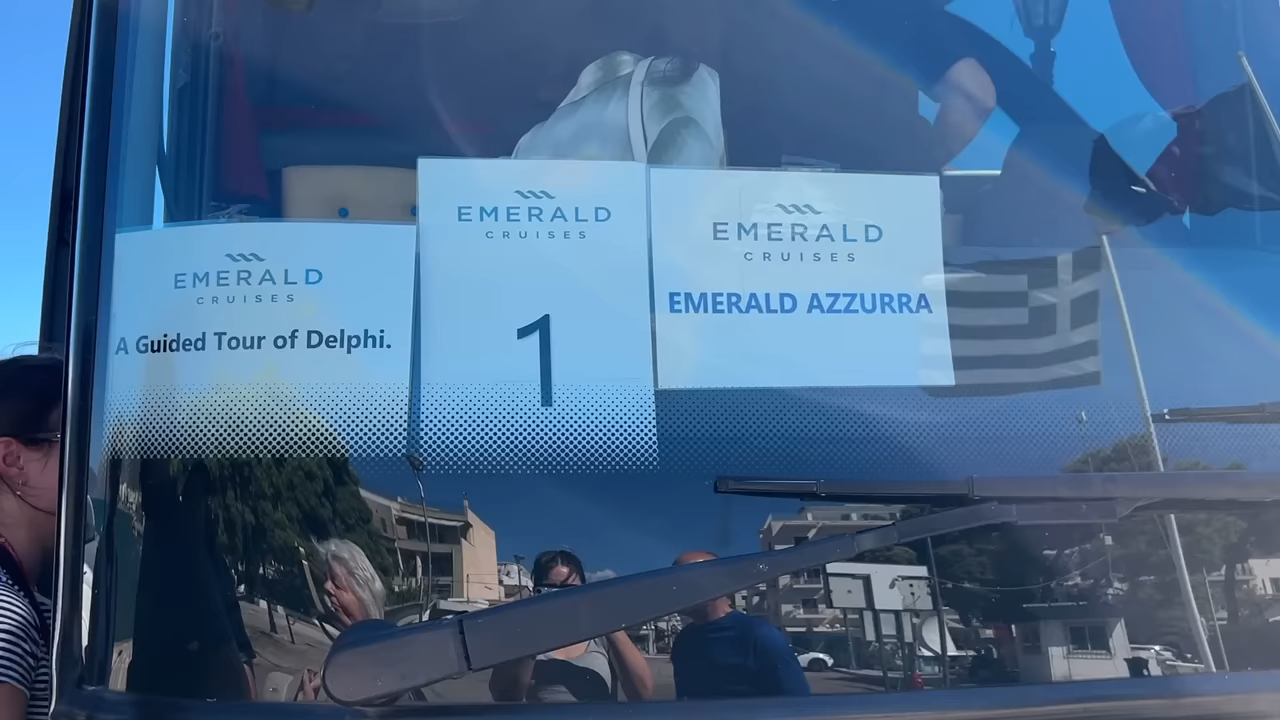 EMERALD
CRUISES
A Guided Tour of Delphi.
EMERALD
CRUISES
1
EMERALD
CRUISES
EMERALD AZZURRA